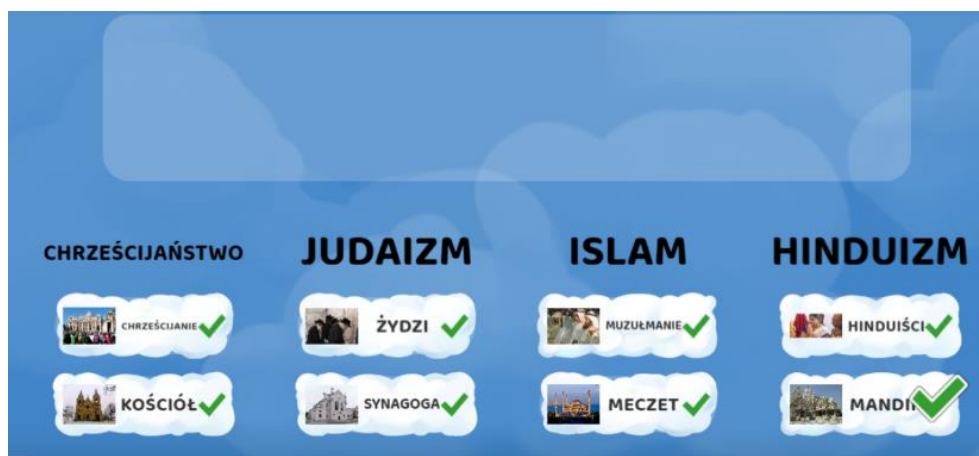 CHRZEŚCIJAŃSTWO JUDAIZM ISLAM HINDUIZM
CHRZEŚCIJANIE ŻYDZI MUZUŁMANIE HINDUIŚCI
KOŚCIÓŁ SYNAGOGA MECZET